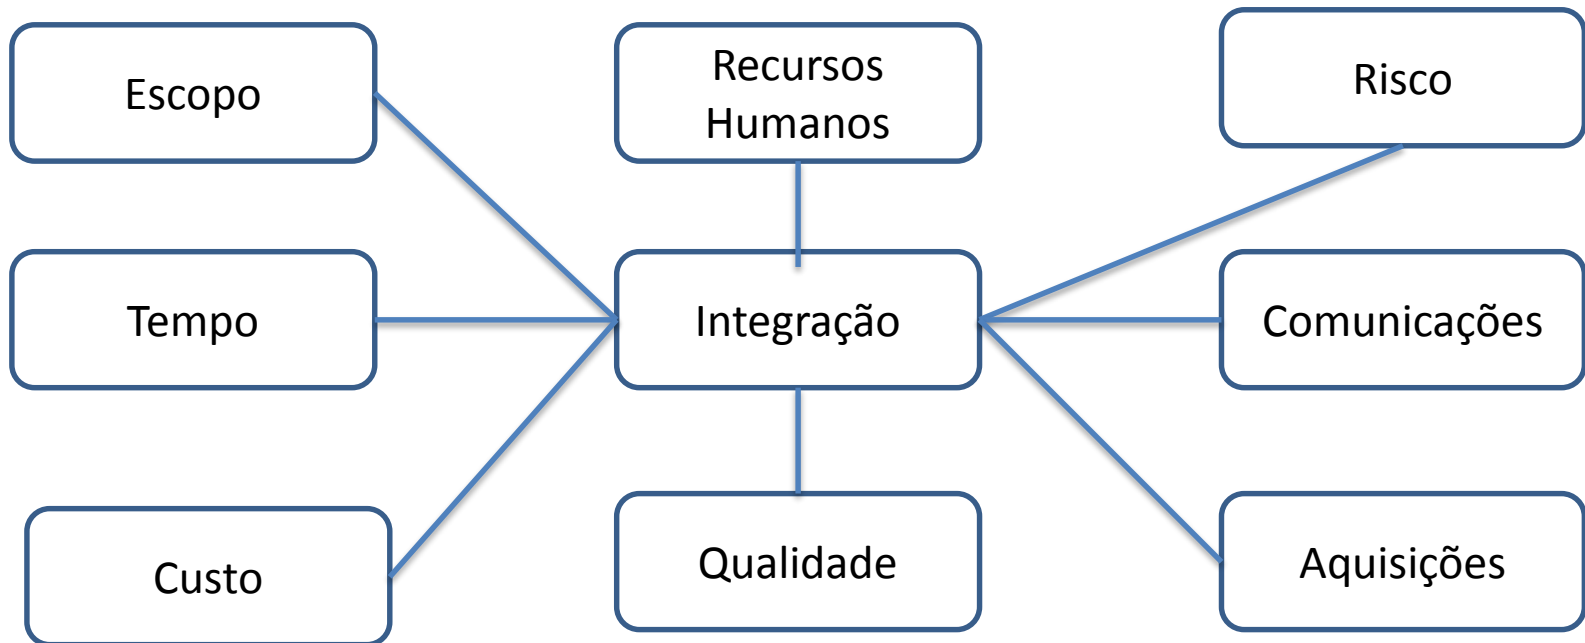 Escopo
Recursos
Humanos
Risco
Tempo
Integração
Comunicações
Custo
Qualidade
Aquisições